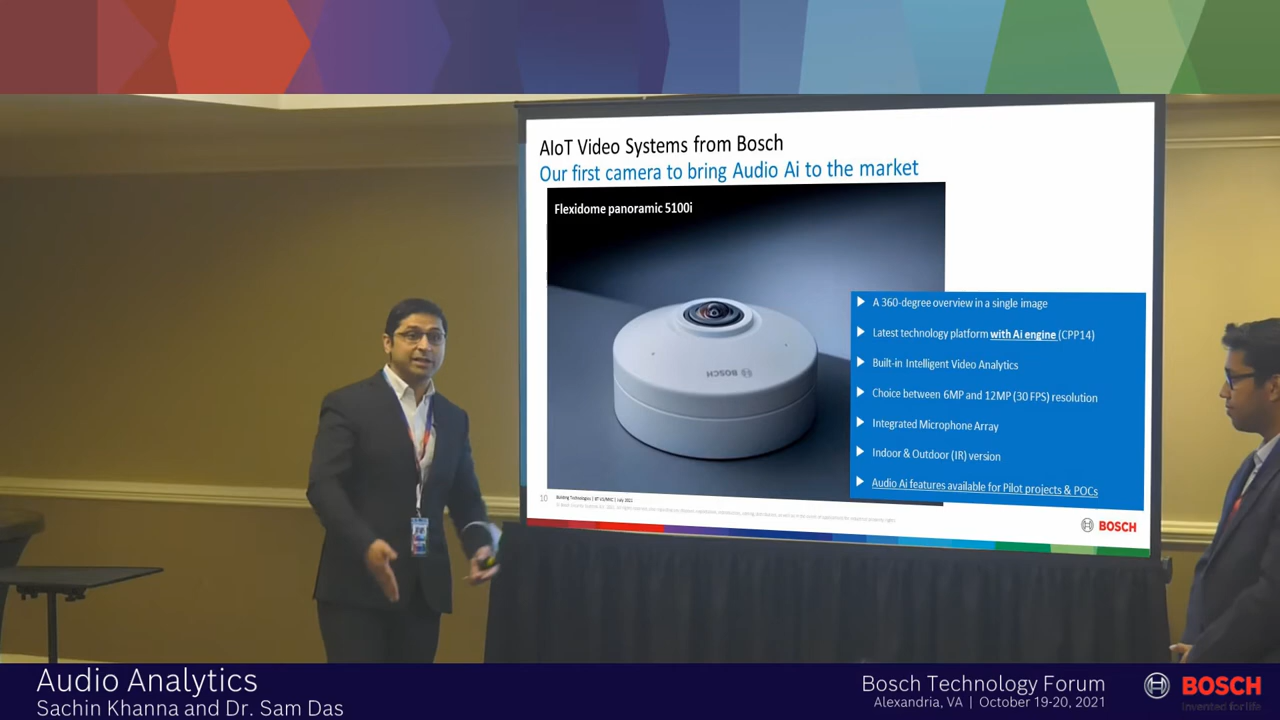 AIoT Video Systems from Bosch
Our first camera to bring Audio Ai to the market
Flexidome panoramic 5100i
BOSCH
A 360-degree overview in a single image
Latest technology platform with Ai engine (CPP14)
Built-in Intelligent Video Analytics
Choice between 6MP and 12MP (30 FPS) resolution
Integrated Microphone Array
Indoor & Outdoor (IR) version
Audio Ai features available for Pilot projects & POCs
10
Building Technologies
BOSCH
Audio Analytics
Sachin Khanna and Dr. Sam Das
Bosch Technology Forum
Alexandria, VA | October 19-20, 2021
BOSCH
Invented for life